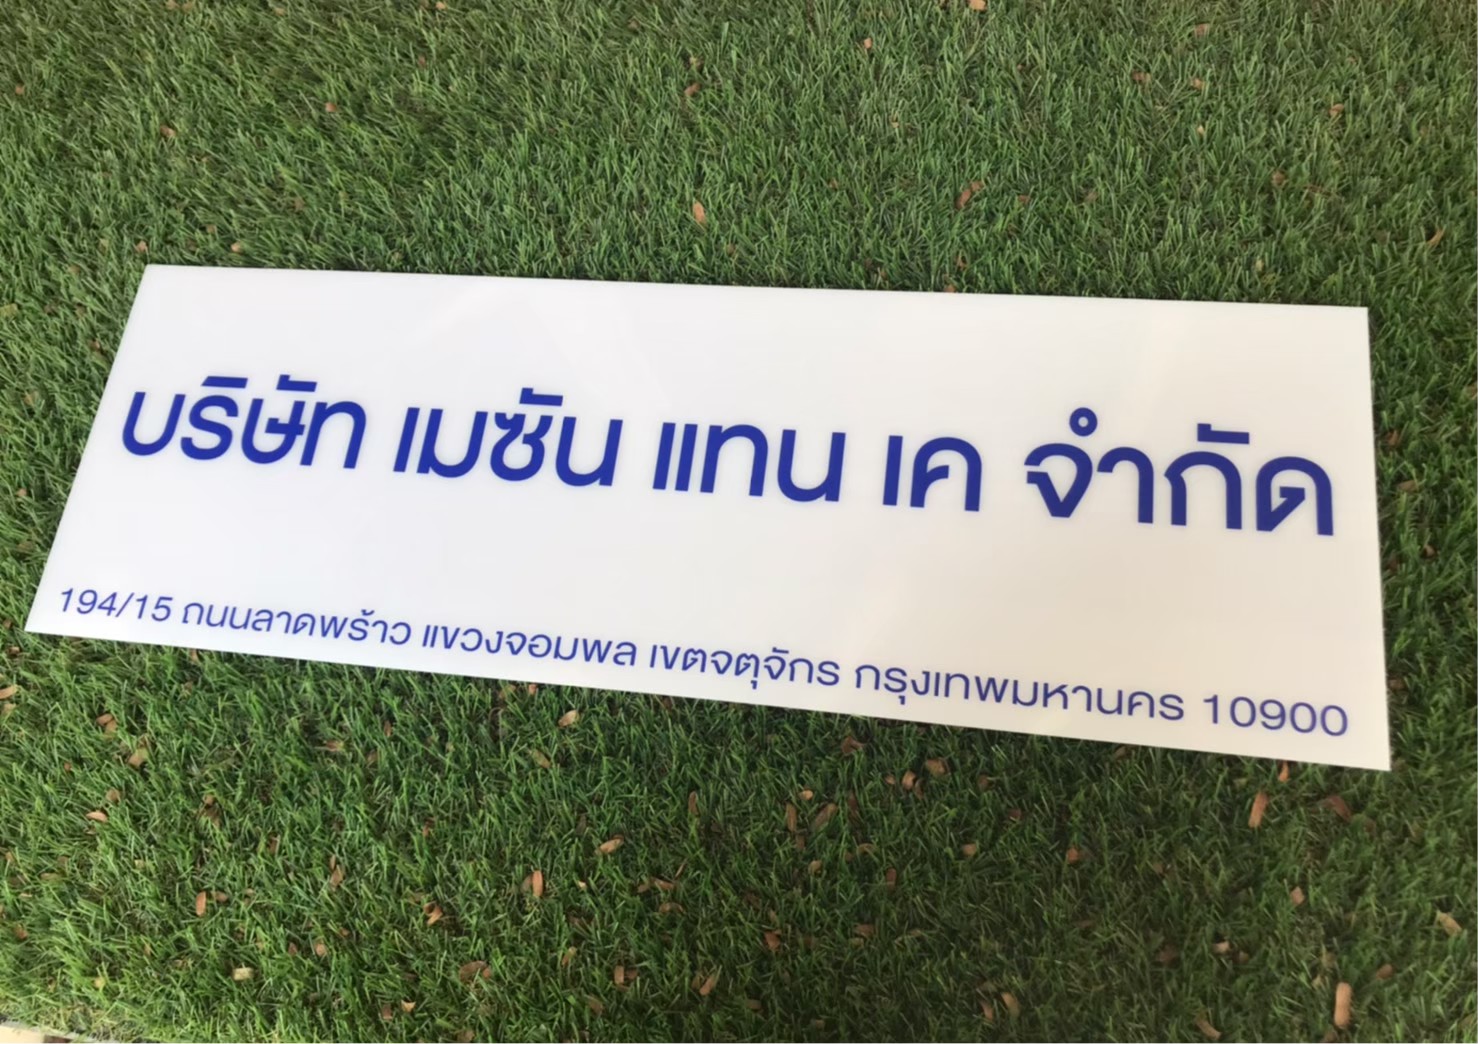 บริษัท เมซัน แทน เค จำกัด
194/15 ถนนลาดพร้าว แขวงจอมพล เขตจตุจักร กรุงเทพมหานคร 10900